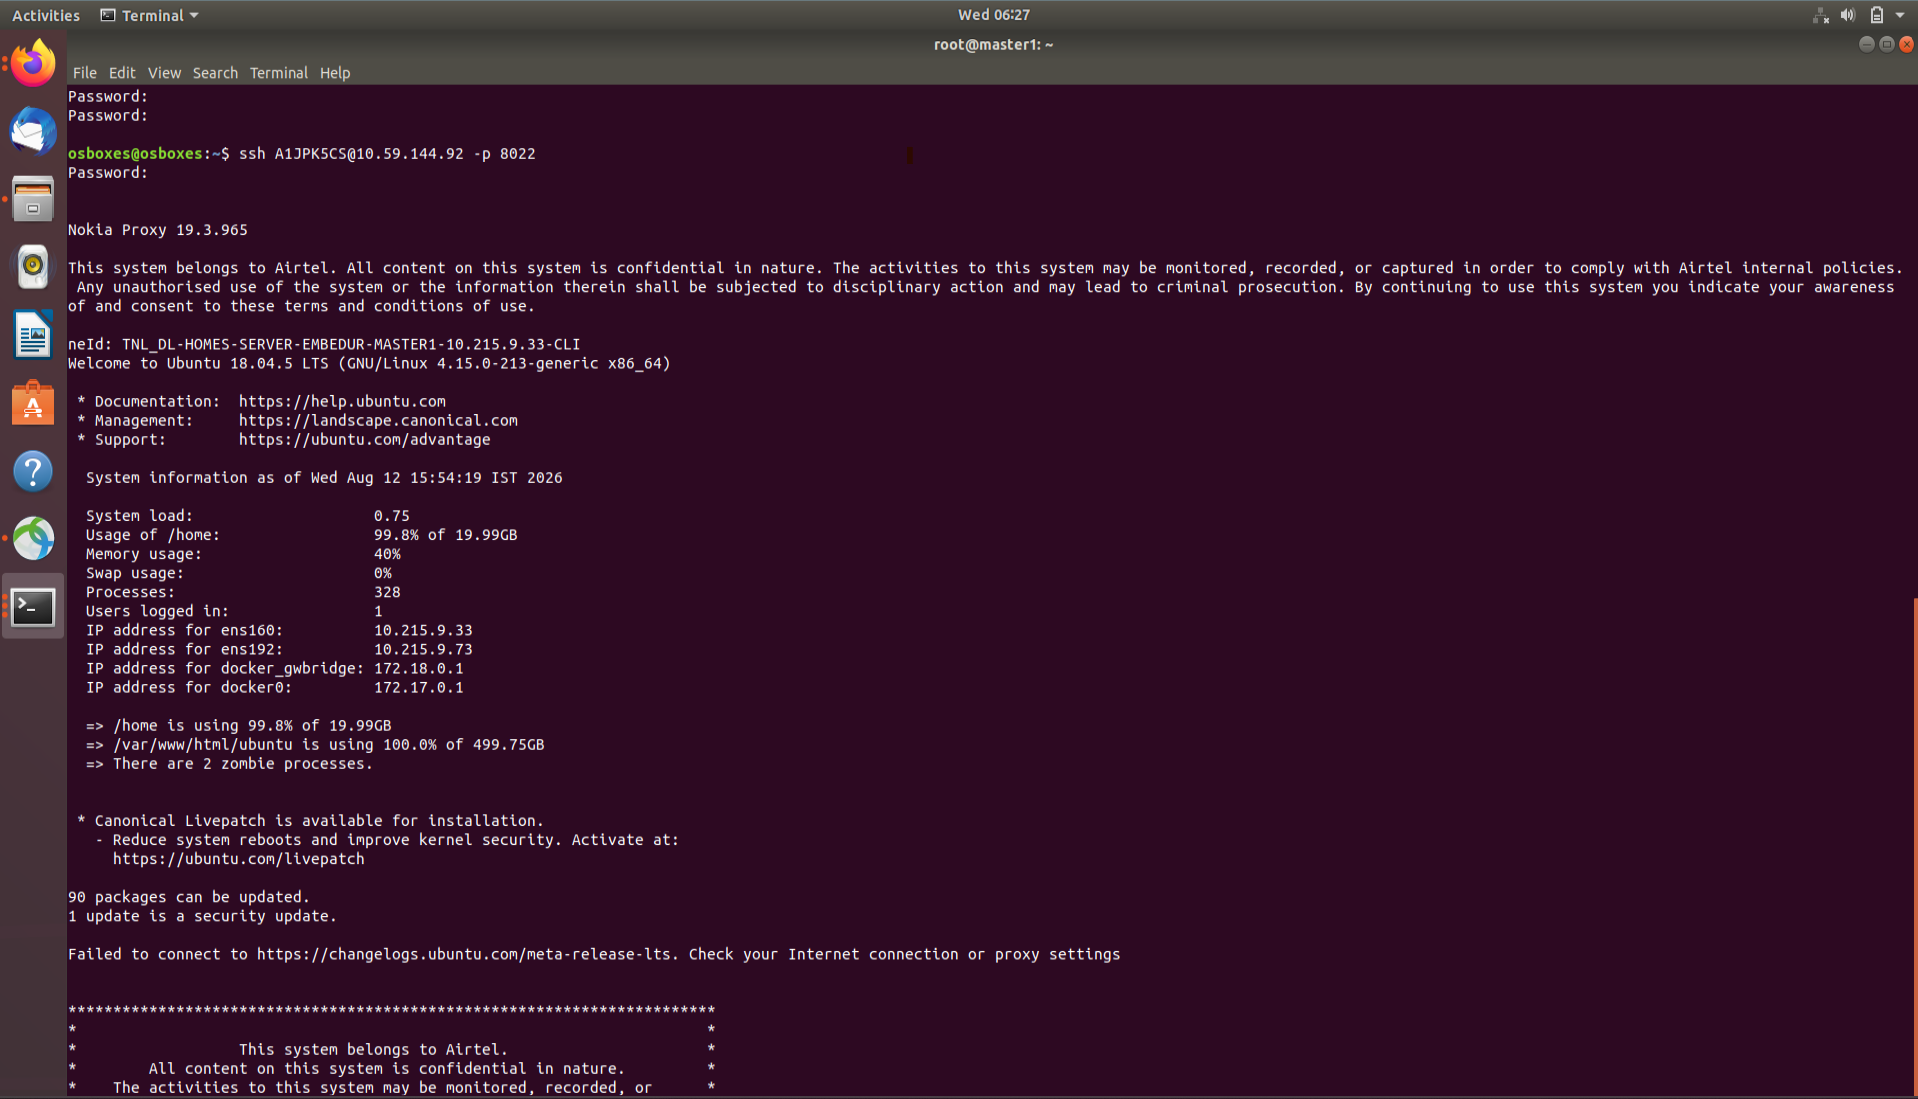 Activities Terminal Wed 06:27
root@master1: ~
File Edit View Search Terminal Help
Password:
Password:
osboxes@osboxes:~$ ssh A1JPK5CS@10.59.144.92 -p 8022
Password:
Nokia Proxy 19.3.965
This system belongs to Airtel. All content on this system is confidential in nature. The activities to this system may be monitored, recorded, or captured in order to comply with Airtel internal policies.
Any unauthorised use of the system or the information therein shall be subjected to disciplinary action and may lead to criminal prosecution. By continuing to use this system you indicate your awareness
of and consent to these terms and conditions of use.
neId: TNL_DL-HOMES-SERVER-EMBEDUR-MASTER1-10.215.9.33-CLI
Welcome to Ubuntu 18.04.5 LTS (GNU/Linux 4.15.0-213-generic x86_64)
* Documentation: https://help.ubuntu.com
* Management: https://landscape.canonical.com
* Support: https://ubuntu.com/advantage
System information as of Wed Aug 12 15:54:19 IST 2026
System load: 0.75
Usage of /home: 99.8% of 19.99GB
Memory usage: 40%
Swap usage: 0%
Processes: 328
Users logged in: 1
IP address for ens160: 10.215.9.33
IP address for ens192: 10.215.9.73
IP address for docker_gwbridge: 172.18.0.1
IP address for docker0: 172.17.0.1
=> /home is using 99.8% of 19.99GB
=> /var/www/html/ubuntu is using 100.0% of 499.75GB
=> There are 2 zombie processes.
* Canonical Livepatch is available for installation.
- Reduce system reboots and improve kernel security. Activate at:
https://ubuntu.com/livepatch
90 packages can be updated.
1 update is a security update.
Failed to connect to https://changelogs.ubuntu.com/meta-release-lts. Check your Internet connection or proxy settings
************************************************************************
* *
* This system belongs to Airtel. *
* All content on this system is confidential in nature. *
* The activities to this system may be monitored, recorded, or *